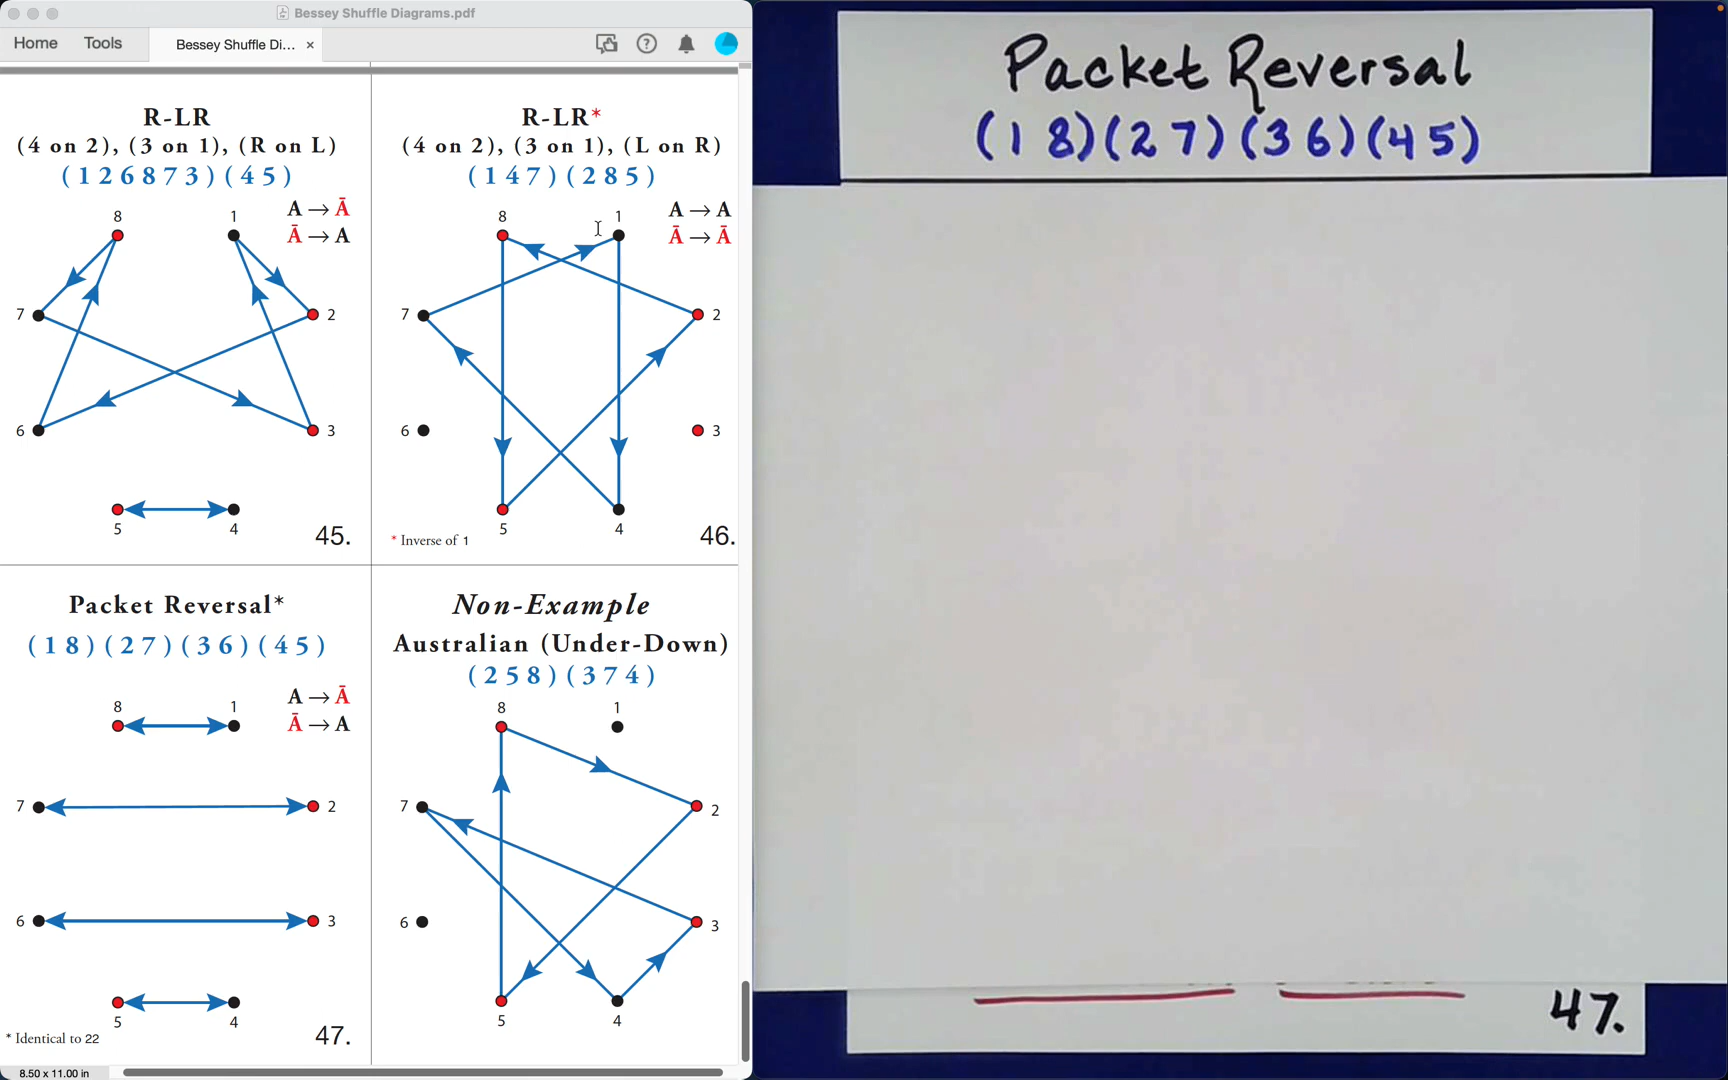 Bessey Shuffle Diagrams.pdf
Home Tools Bessey Shuffle Di... ×
R-LR
(4 on 2), (3 on 1), (R on L)
(1 2 6 8 7 3) (4 5)
A → Ā
Ā → A
8 1
7 2
6 3
5 4
45.
R-LR*
(4 on 2), (3 on 1), (L on R)
(1 4 7) (2 8 5)
A → A
Ā → Ā
8 1
7 2
6 3
5 4
* Inverse of 1
46.
Packet Reversal*
(1 8) (2 7) (3 6) (4 5)
A → Ā
Ā → A
8 1
7 2
6 3
5 4
* Identical to 22
47.
Non-Example
Australian (Under-Down)
(2 5 8) (3 7 4)
8 1
7 2
6 3
5 4
8.50 x 11.00 in
Packet Reversal
(1 8)(2 7)(3 6)(4 5)
47.